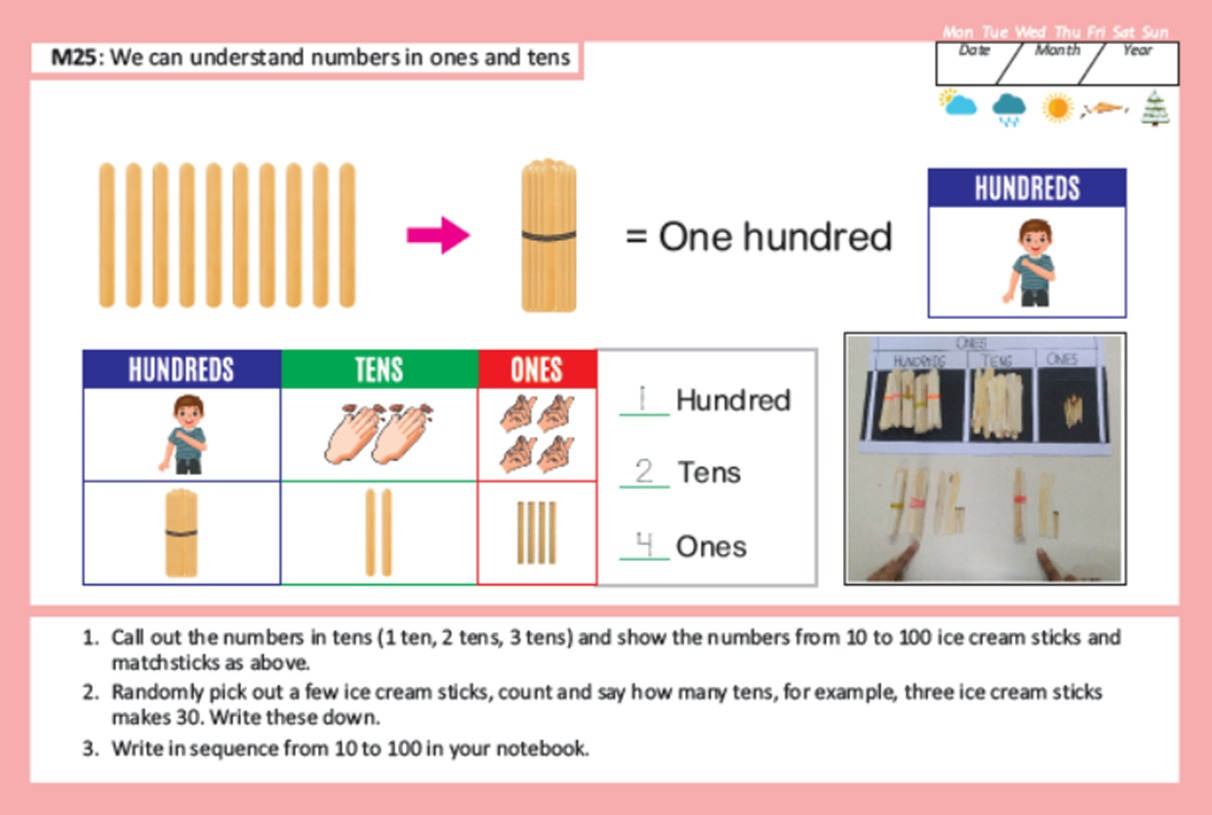 Mon Tue Wed Thu Fri Sat Sun
M25: We can understand numbers in ones and tens
Date Month Year
= One hundred
HUNDREDS
HUNDREDS TENS ONES
1 Hundred
2 Tens
4 Ones
ONES
HUNDREDS TENS ONES
1. Call out the numbers in tens (1 ten, 2 tens, 3 tens) and show the numbers from 10 to 100 ice cream sticks and
matchsticks as above.
2. Randomly pick out a few ice cream sticks, count and say how many tens, for example, three ice cream sticks
makes 30. Write these down.
3. Write in sequence from 10 to 100 in your notebook.